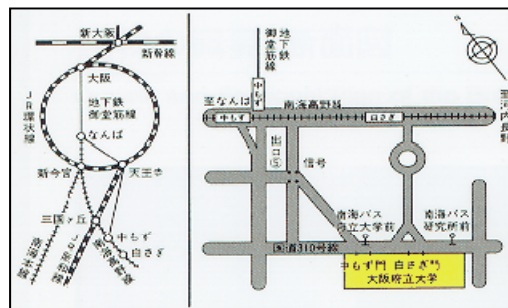 新大阪
新幹線
大阪
JR環状線
地下鉄
御堂筋線
なんば
新今宮
天王寺
三国ヶ丘
中もず
白さぎ
地下鉄
御堂筋線
中もず
至なんば
南海高野線
中もず
白さぎ
至河内長野
出口⑤
信号
南海バス
府立大学前
南海バス
研究所前
国道310号線
中もず門 白さぎ門
大阪府立大学